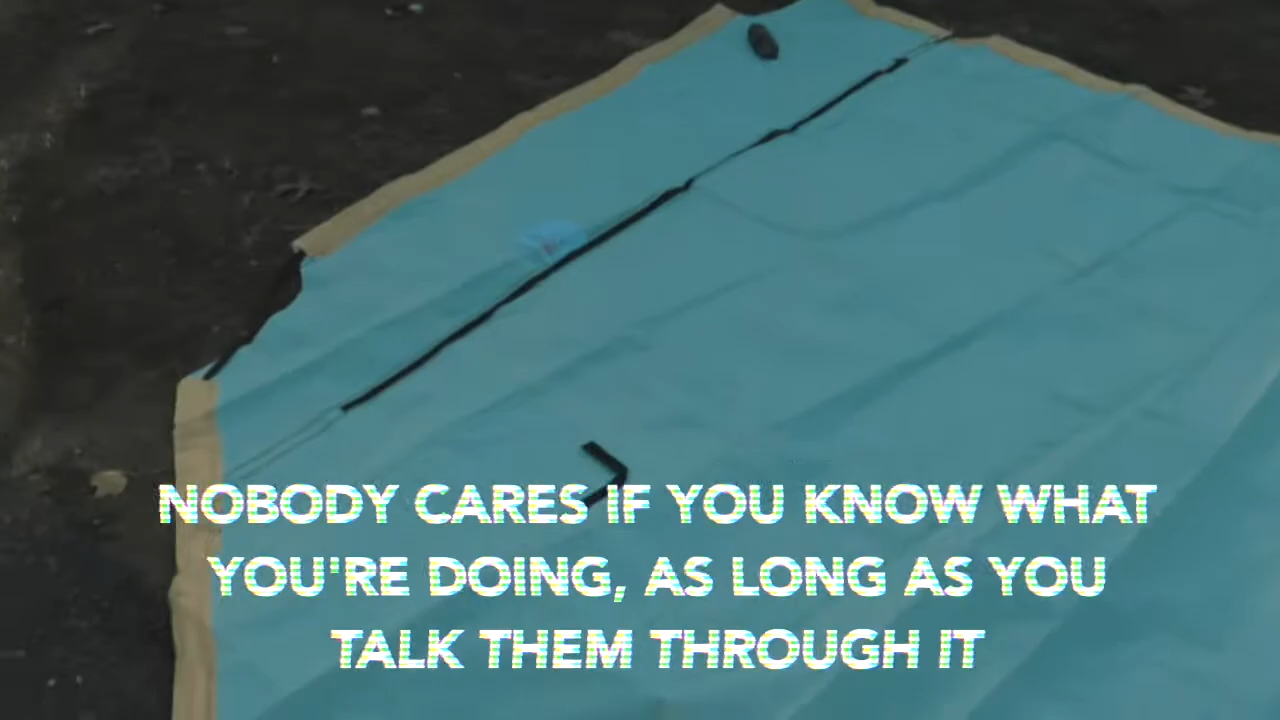 NOBODY CARES IF YOU KNOW WHAT
YOU'RE DOING, AS LONG AS YOU
TALK THEM THROUGH IT